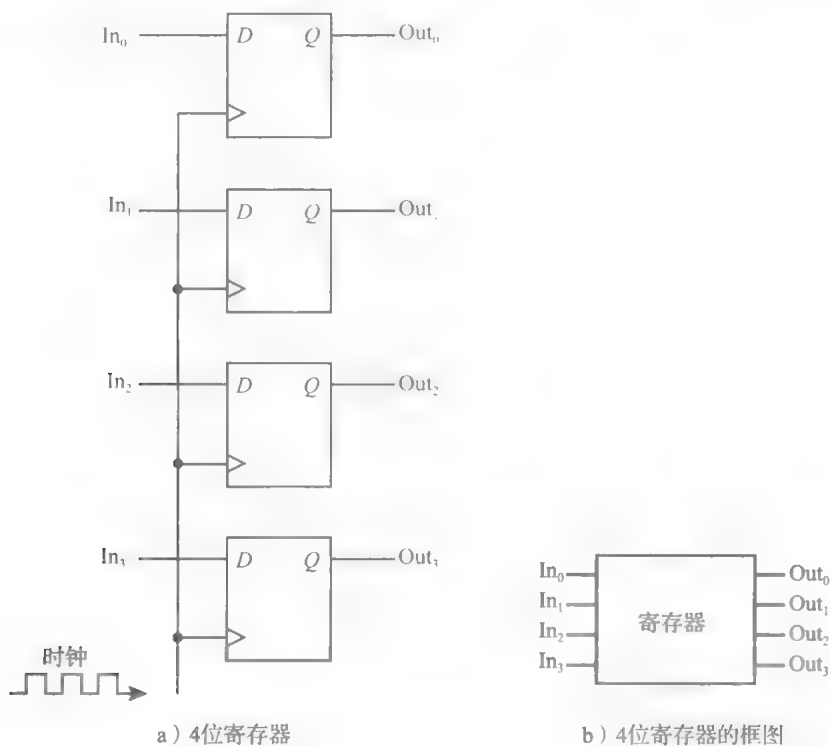 In₀ D Q Out₀
In₁ D Q Out₁
In₂ D Q Out₂
In₃ D Q Out₃
时钟
a）4位寄存器
In₀ Out₀
In₁ Out₁
寄存器
In₂ Out₂
In₃ Out₃
b）4位寄存器的框图